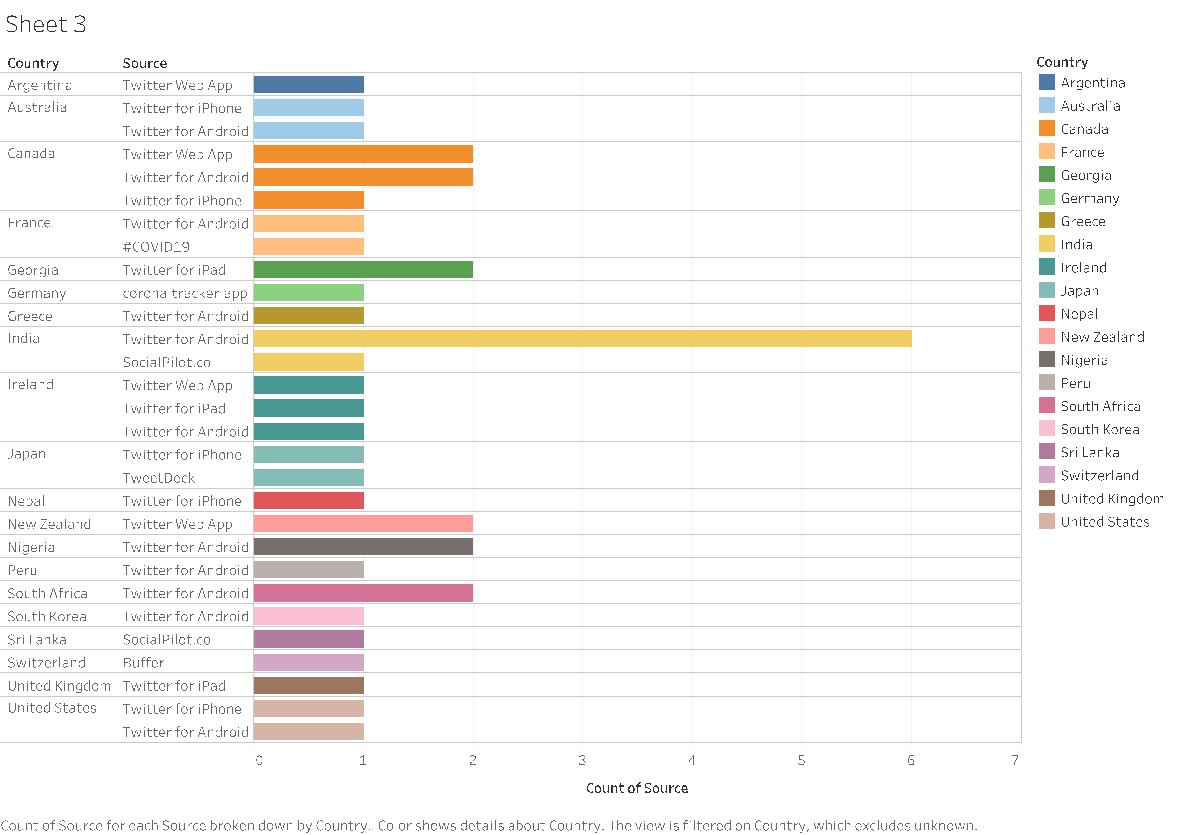 Sheet 3
Country Source
Argentina Twitter Web App
Australia Twitter for iPhone
Twitter for Android
Canada Twitter Web App
Twitter for Android
Twitter for iPhone
France Twitter for Android
#COVID19
Georgia Twitter for iPad
Germany corona-tracker-app
Greece Twitter for Android
India Twitter for Android
SocialPilot.co
Ireland Twitter Web App
Twitter for iPad
Twitter for Android
Japan Twitter for iPhone
TweetDeck
Nepal Twitter for iPhone
New Zealand Twitter Web App
Nigeria Twitter for Android
Peru Twitter for Android
South Africa Twitter for Android
South Korea Twitter for Android
Sri Lanka SocialPilot.co
Switzerland Buffer
United Kingdom Twitter for iPad
United States Twitter for iPhone
Twitter for Android
0 1 2 3 4 5 6 7
Count of Source
Country
Argentina
Australia
Canada
France
Georgia
Germany
Greece
India
Ireland
Japan
Nepal
New Zealand
Nigeria
Peru
South Africa
South Korea
Sri Lanka
Switzerland
United Kingdom
United States
Count of Source for each Source broken down by Country. Color shows details about Country. The view is filtered on Country, which excludes unknown.